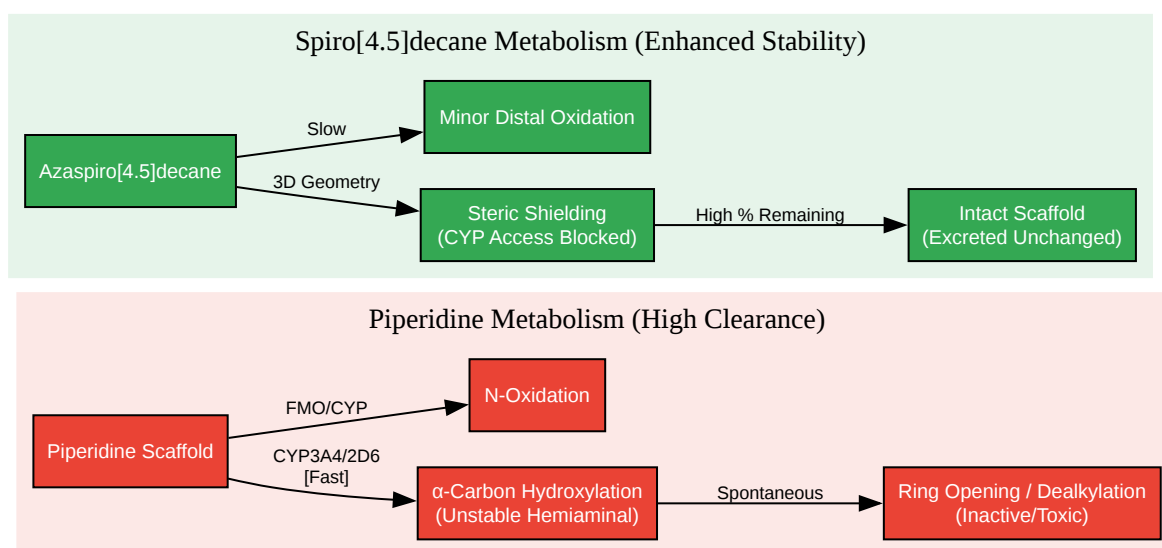 Spiro[4.5]decane Metabolism (Enhanced Stability)
Azaspiro[4.5]decane
Slow
3D Geometry
Minor Distal Oxidation
Steric Shielding
(CYP Access Blocked)
High % Remaining
Intact Scaffold
(Excreted Unchanged)
Piperidine Metabolism (High Clearance)
Piperidine Scaffold
FMO/CYP
CYP3A4/2D6
[Fast]
N-Oxidation
α-Carbon Hydroxylation
(Unstable Hemiaminal)
Spontaneous
Ring Opening / Dealkylation
(Inactive/Toxic)